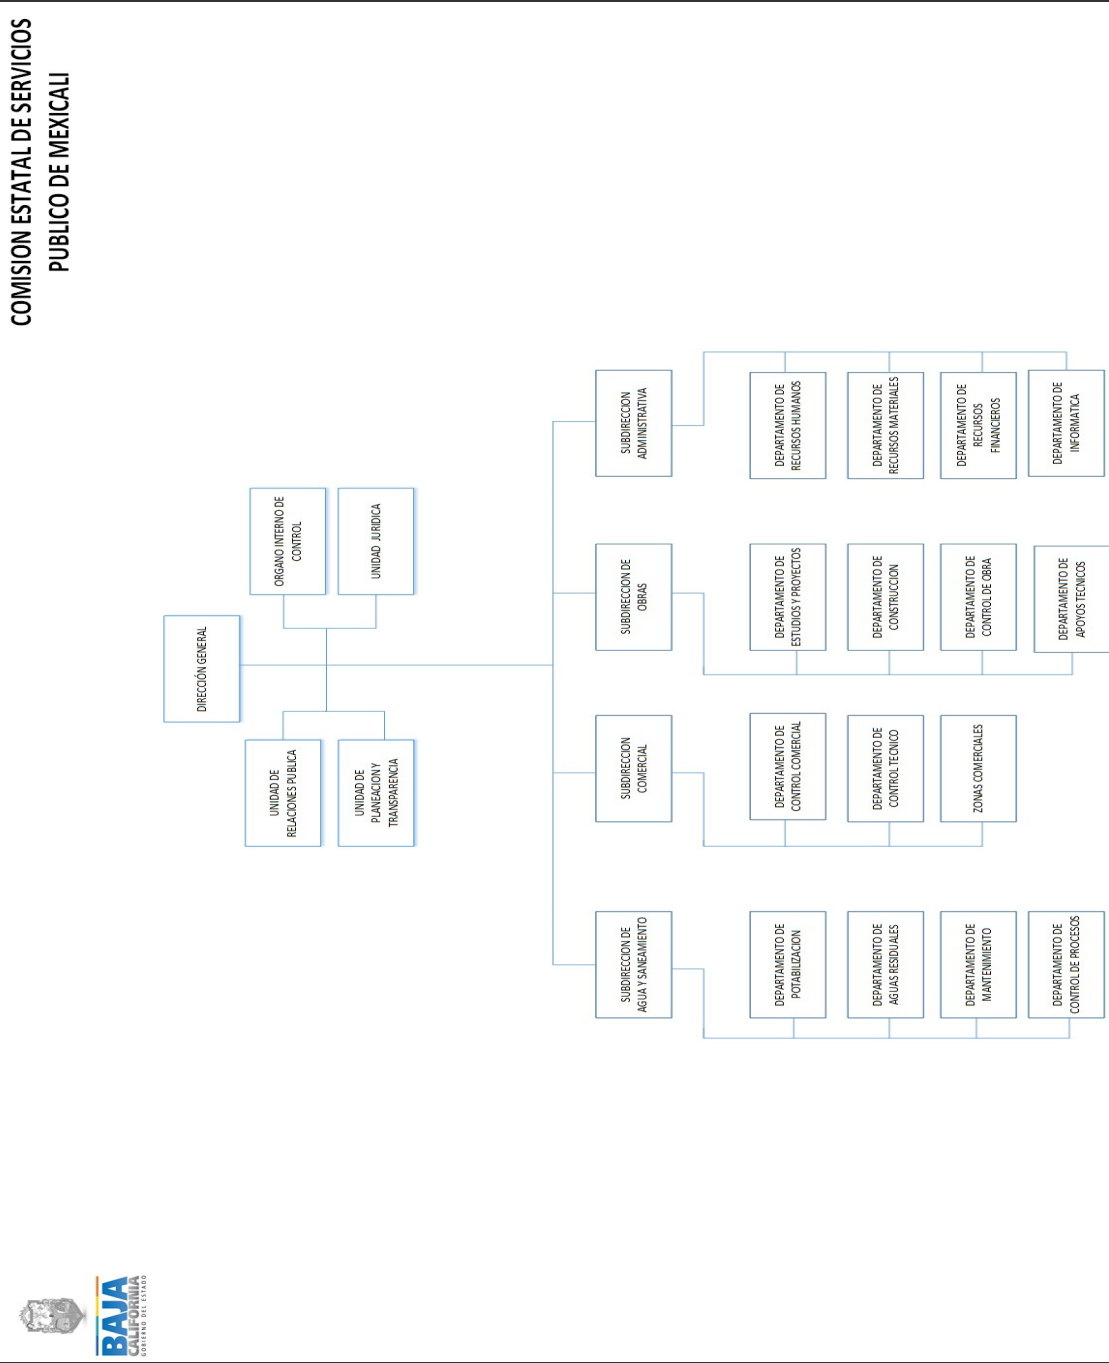 COMISION ESTATAL DE SERVICIOS
PUBLICO DE MEXICALI
BAJA
CALIFORNIA
GOBIERNO DEL ESTADO
DIRECCIÓN GENERAL
UNIDAD DE
RELACIONES PUBLICA
ORGANO INTERNO DE
CONTROL
UNIDAD DE
PLANEACION Y
TRANSPARENCIA
UNIDAD JURIDICA
SUBDIRECCION DE
AGUA Y SANEAMIENTO
SUBDIRECCION
COMERCIAL
SUBDIRECCION DE
OBRAS
SUBDIRECCION
ADMINISTRATIVA
DEPARTAMENTO DE
POTABILIZACION
DEPARTAMENTO DE
CONTROL COMERCIAL
DEPARTAMENTO DE
ESTUDIOS Y PROYECTOS
DEPARTAMENTO DE
RECURSOS HUMANOS
DEPARTAMENTO DE
AGUAS RESIDUALES
DEPARTAMENTO DE
CONTROL TECNICO
DEPARTAMENTO DE
CONSTRUCCION
DEPARTAMENTO DE
RECURSOS MATERIALES
DEPARTAMENTO DE
MANTENIMIENTO
ZONAS COMERCIALES
DEPARTAMENTO DE
CONTROL DE OBRA
DEPARTAMENTO DE
RECURSOS
FINANCIEROS
DEPARTAMENTO DE
CONTROL DE PROCESOS
DEPARTAMENTO DE
APOYOS TECNICOS
DEPARTAMENTO DE
INFORMATICA